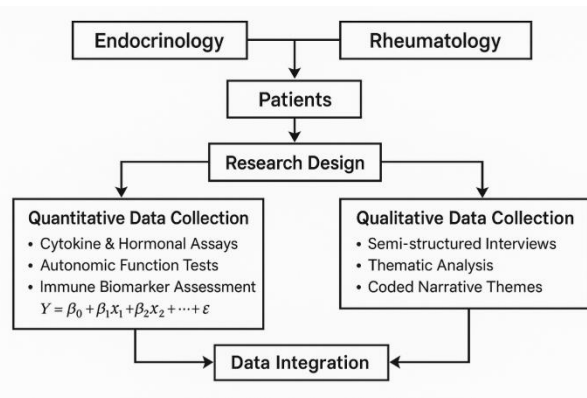 Endocrinology
Rheumatology
Patients
Research Design
Quantitative Data Collection
• Cytokine & Hormonal Assays
• Autonomic Function Tests
• Immune Biomarker Assessment
Y = β₀ + β₁x₁ + β₂x₂ + ⋯ + ε
Qualitative Data Collection
• Semi-structured Interviews
• Thematic Analysis
• Coded Narrative Themes
Data Integration